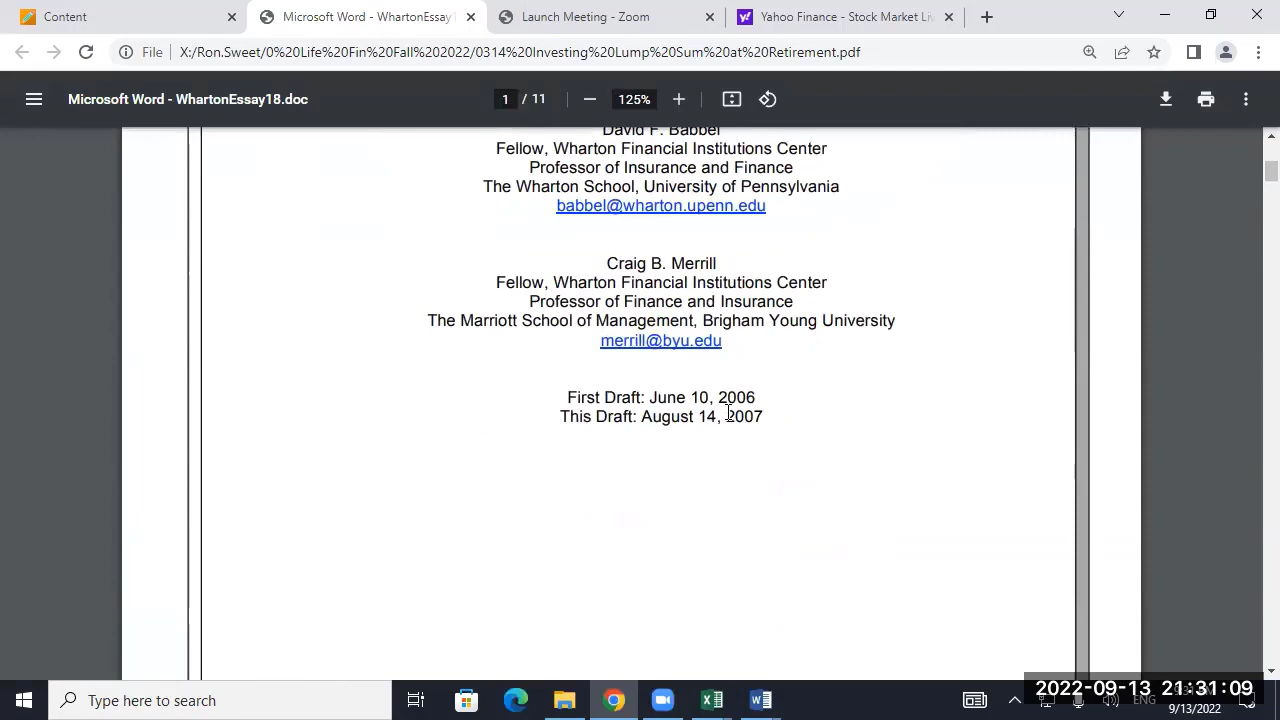 Content
Microsoft Word - WhartonEssay1
Launch Meeting - Zoom
Yahoo Finance - Stock Market Liv
File
X:/Ron.Sweet/0%20Life%20Fin%20Fall%202022/0314%20Investing%20Lump%20Sum%20at%20Retirement.pdf
Microsoft Word - WhartonEssay18.doc
1 / 11
125%
David F. Babbel
Fellow, Wharton Financial Institutions Center
Professor of Insurance and Finance
The Wharton School, University of Pennsylvania
babbel@wharton.upenn.edu
Craig B. Merrill
Fellow, Wharton Financial Institutions Center
Professor of Finance and Insurance
The Marriott School of Management, Brigham Young University
merrill@byu.edu
First Draft: June 10, 2006
This Draft: August 14, 2007
Type here to search
2022-09-13 21:31:09
ENG
9/13/2022